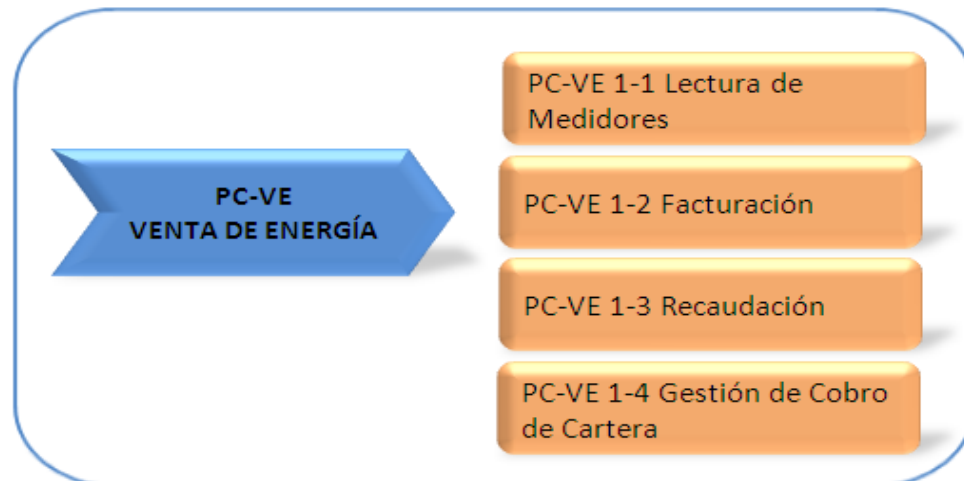 PC-VE
VENTA DE ENERGÍA
PC-VE 1-1 Lectura de
Medidores
PC-VE 1-2 Facturación
PC-VE 1-3 Recaudación
PC-VE 1-4 Gestión de Cobro
de Cartera